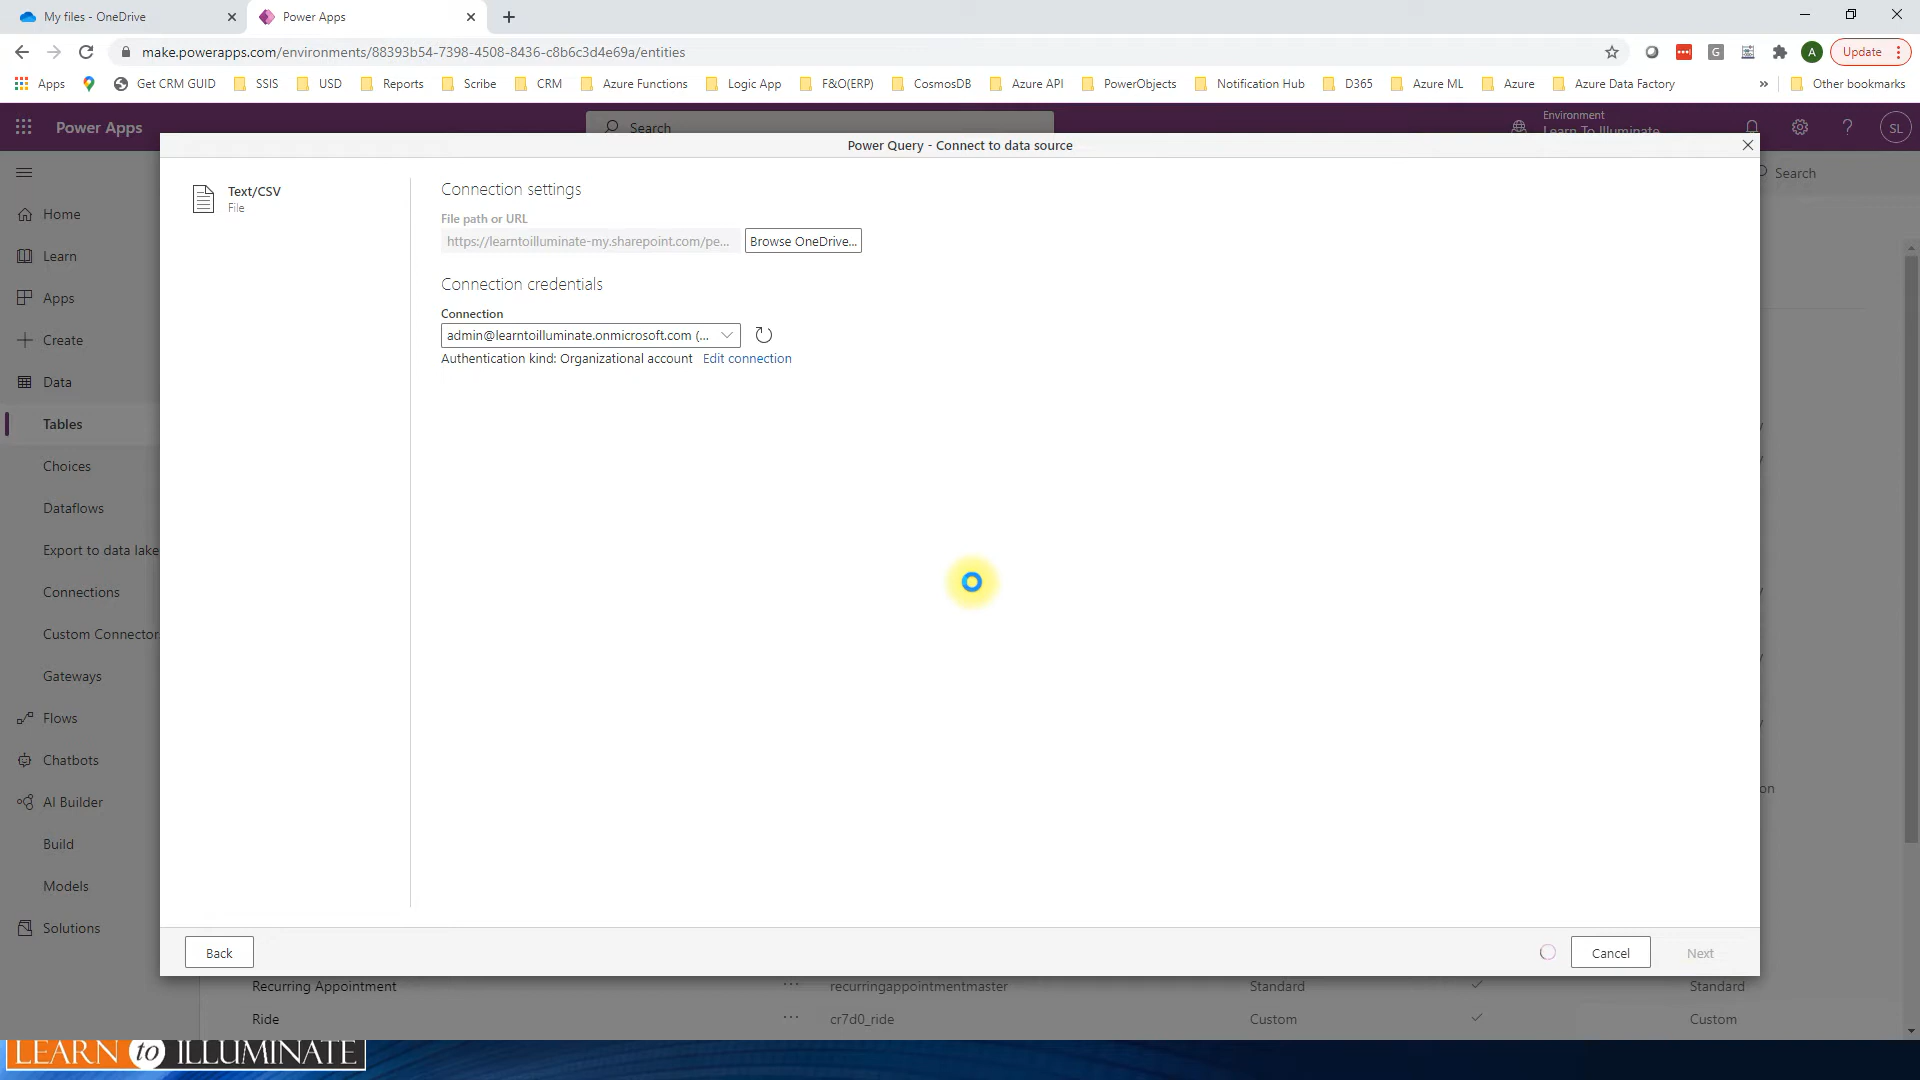 My files - OneDrive
Power Apps
make.powerapps.com/environments/88393b54-7398-4508-8436-c8b6c3d4e69a/entities
Update
Apps
Get CRM GUID
SSIS
USD
Reports
Scribe
CRM
Azure Functions
Logic App
F&O(ERP)
CosmosDB
Azure API
PowerObjects
Notification Hub
D365
Azure ML
Azure
Azure Data Factory
»
Other bookmarks
Power Apps
Search
Environment
Learn To Illuminate
SL
Power Query - Connect to data source
Search
Home
Learn
Apps
Create
Data
Tables
Choices
Dataflows
Export to data lake
Connections
Custom Connector
Gateways
Flows
Chatbots
AI Builder
Build
Models
Solutions
Text/CSV
File
Connection settings
File path or URL
https://learntoilluminate-my.sharepoint.com/pe...
Browse OneDrive...
Connection credentials
Connection
admin@learntoilluminate.onmicrosoft.com (...
Authentication kind: Organizational account Edit connection
Back
Cancel
Next
Recurring Appointment ... recurringappointmentmaster Standard Standard
Ride ... cr7d0_ride Custom Custom
LEARN to ILLUMINATE